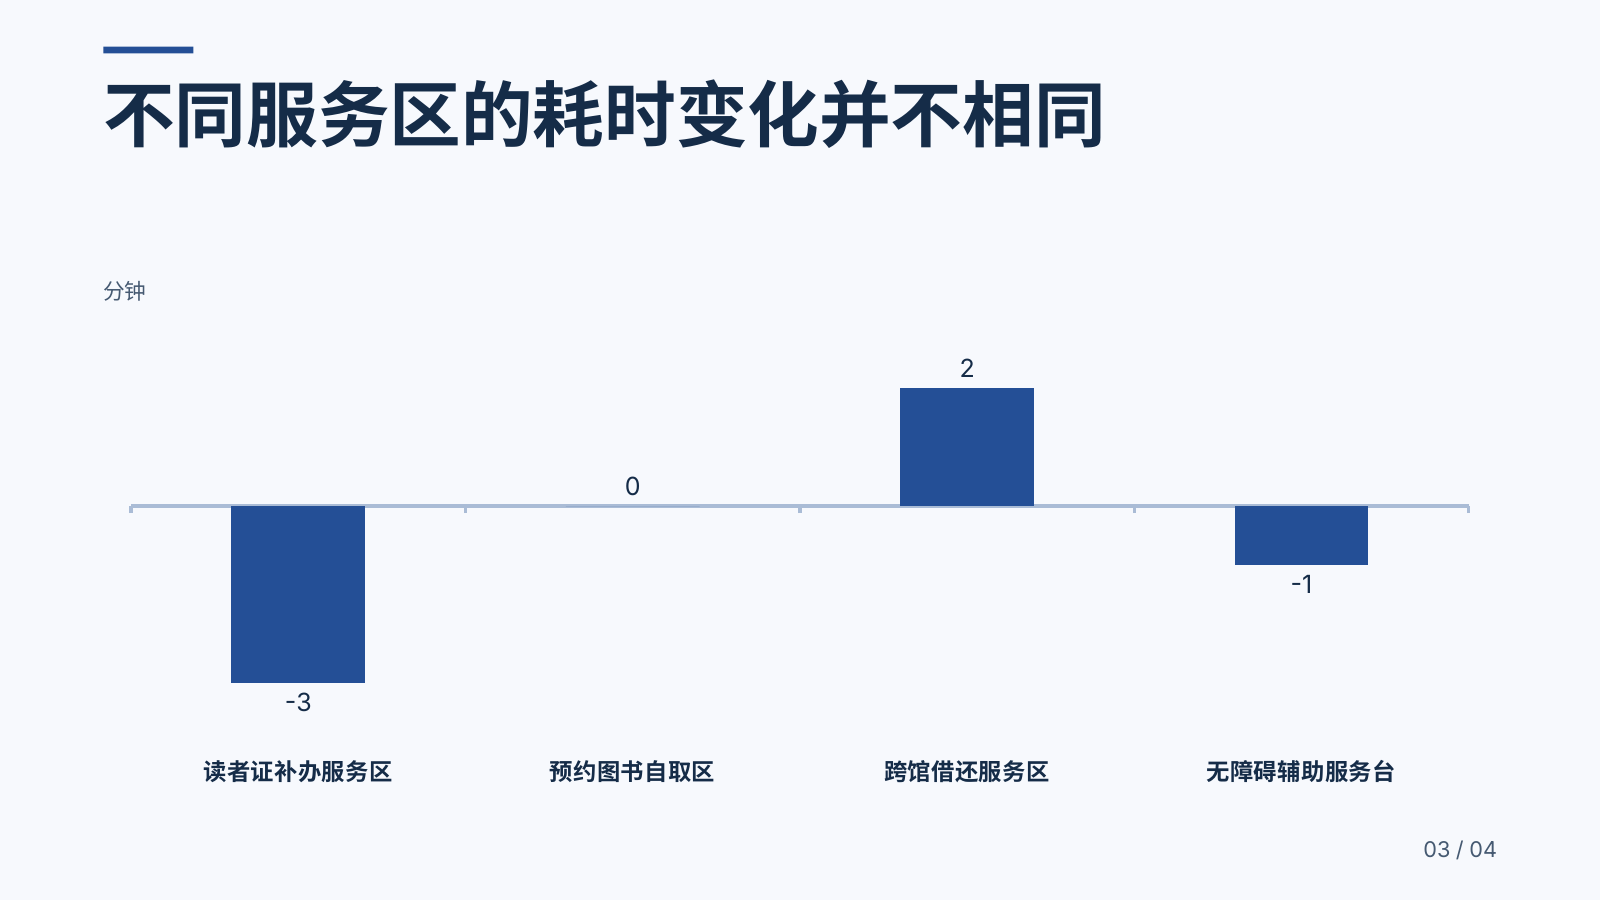 不同服务区的耗时变化并不相同
分钟
2
0
-1
-3
读者证补办服务区
预约图书自取区
跨馆借还服务区
无障碍辅助服务台
03 / 04